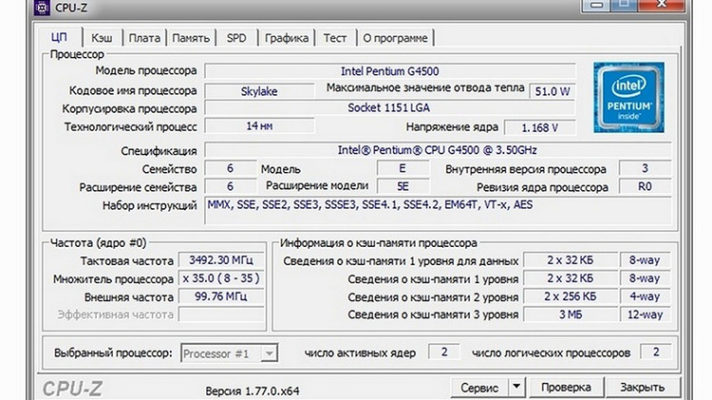 CPU-Z
ЦП Кэш Плата Память SPD Графика Тест О программе
Процессор
Модель процессора Intel Pentium G4500
Кодовое имя процессора Skylake Максимальное значение отвода тепла 51.0 W
Корпусировка процессора Socket 1151 LGA
Технологический процесс 14 нм Напряжение ядра 1.168 V
intel PENTIUM inside
Спецификация Intel® Pentium® CPU G4500 @ 3.50GHz
Семейство 6 Модель E Внутренняя версия процессора 3
Расширение семейства 6 Расширение модели 5E Ревизия ядра процессора R0
Набор инструкций MMX, SSE, SSE2, SSE3, SSSE3, SSE4.1, SSE4.2, EM64T, VT-x, AES
Частота (ядро #0)
Тактовая частота 3492.30 МГц
Множитель процессора x 35.0 ( 8 - 35 )
Внешняя частота 99.76 МГц
Эффективная частота
Информация о кэш-памяти процессора
Сведения о кэш-памяти 1 уровня для данных 2 x 32 КБ 8-way
Сведения о кэш-памяти 1 уровня 2 x 32 КБ 8-way
Сведения о кэш-памяти 2 уровня 2 x 256 КБ 4-way
Сведения о кэш-памяти 3 уровня 3 МБ 12-way
Выбранный процессор: Processor #1 число активных ядер 2 число логических процессоров 2
CPU-Z Версия 1.77.0.x64 Сервис Проверка Закрыть